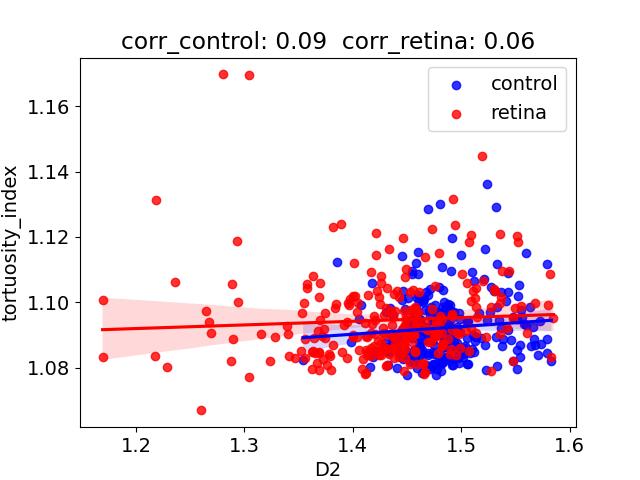 corr_control: 0.09  corr_retina: 0.06
control
retina
tortuosity_index
1.16
1.14
1.12
1.10
1.08
1.2
1.3
1.4
1.5
1.6
D2